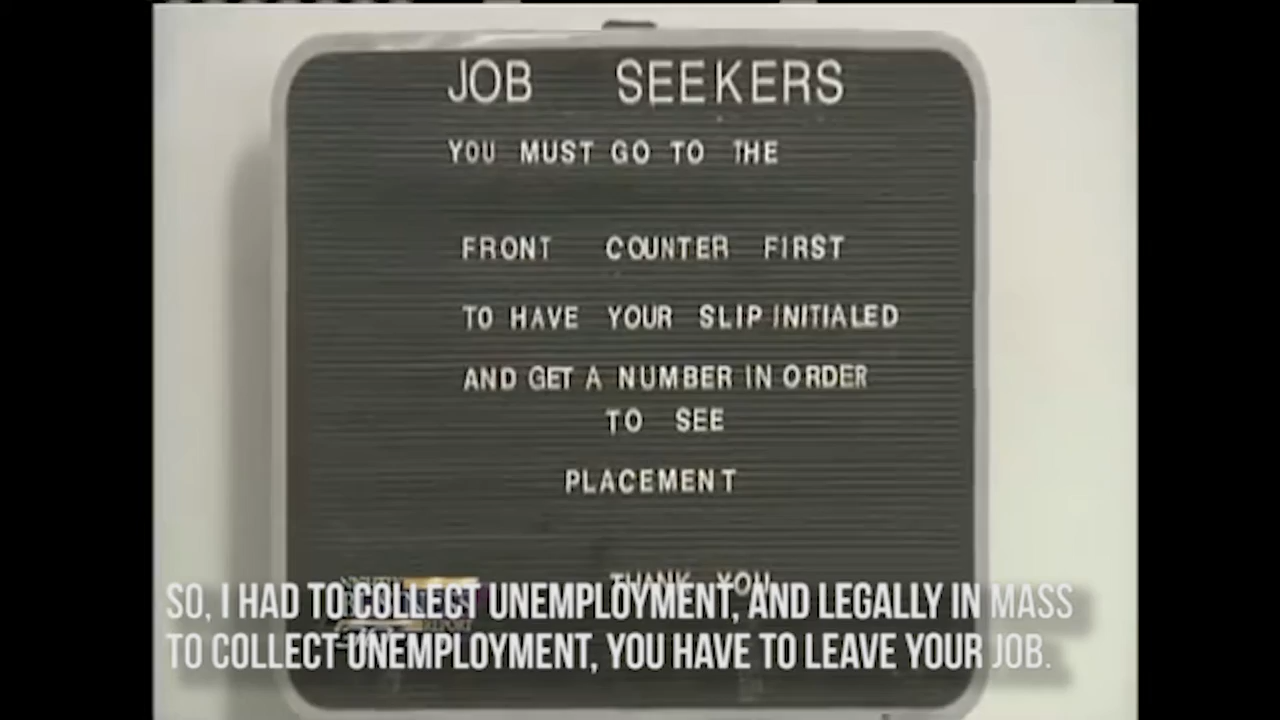 JOB SEEKERS
YOU MUST GO TO THE
FRONT COUNTER FIRST
TO HAVE YOUR SLIP INITIALED
AND GET A NUMBER IN ORDER
TO SEE
PLACEMENT
THANK YOU
SO, I HAD TO COLLECT UNEMPLOYMENT, AND LEGALLY IN MASS
TO COLLECT UNEMPLOYMENT, YOU HAVE TO LEAVE YOUR JOB.